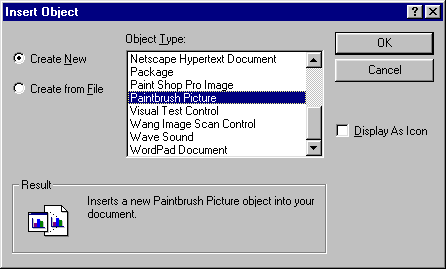 Insert Object
Create New
Create from File
Object Type:
Netscape Hypertext Document
Package
Paint Shop Pro Image
Paintbrush Picture
Visual Test Control
Wang Image Scan Control
Wave Sound
WordPad Document
OK
Cancel
Display As Icon
Result
Inserts a new Paintbrush Picture object into your
document.